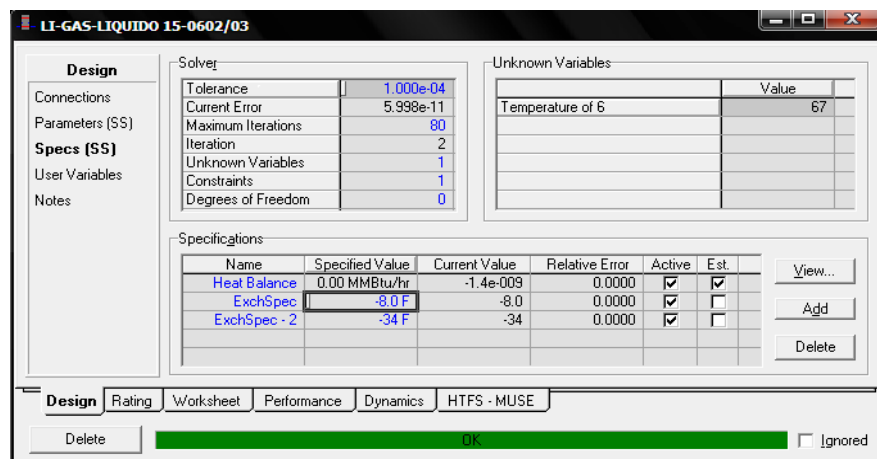 LI-GAS-LIQUIDO 15-0602/03
Design
Connections
Parameters (SS)
Specs (SS)
User Variables
Notes
Solver
Tolerance 1.000e-04
Current Error 5.998e-11
Maximum Iterations 80
Iteration 2
Unknown Variables 1
Constraints 1
Degrees of Freedom 0
Unknown Variables
Value
Temperature of 6 67
Specifications
Name Specified Value Current Value Relative Error Active Est.
Heat Balance 0.00 MMBtu/hr -1.4e-009 0.0000
ExchSpec -8.0 F -8.0 0.0000
ExchSpec - 2 -34 F -34 0.0000
View...
Add
Delete
Design Rating Worksheet Performance Dynamics HTFS - MUSE
Delete OK Ignored